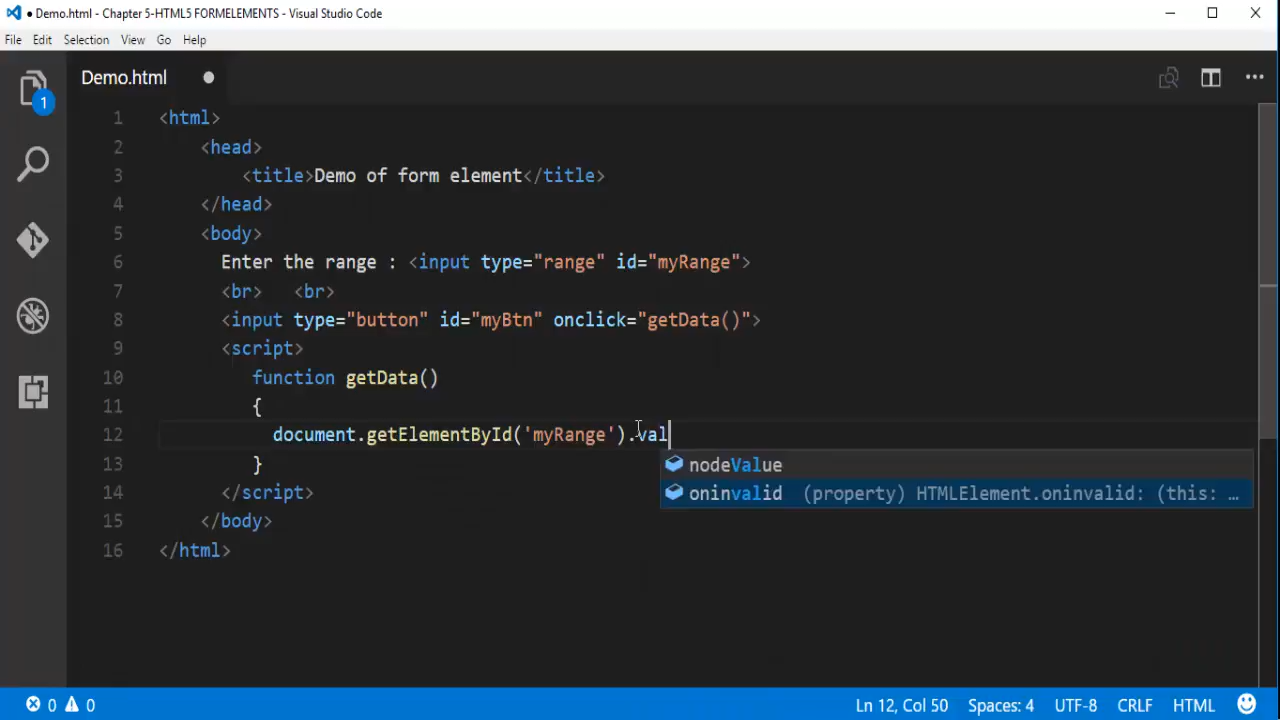 ● Demo.html - Chapter 5-HTML5 FORMELEMENTS - Visual Studio Code
File Edit Selection View Go Help
1
Demo.html ●
1 <html>
2 <head>
3 <title>Demo of form element</title>
4 </head>
5 <body>
6 Enter the range : <input type="range" id="myRange">
7 <br> <br>
8 <input type="button" id="myBtn" onclick="getData()">
9 <script>
10 function getData()
11 {
12 document.getElementById('myRange').val
nodeValue
13 }
oninvalid (property) HTMLElement.oninvalid: (this: …
14 </script>
15 </body>
16 </html>
0 0 Ln 12, Col 50 Spaces: 4 UTF-8 CRLF HTML